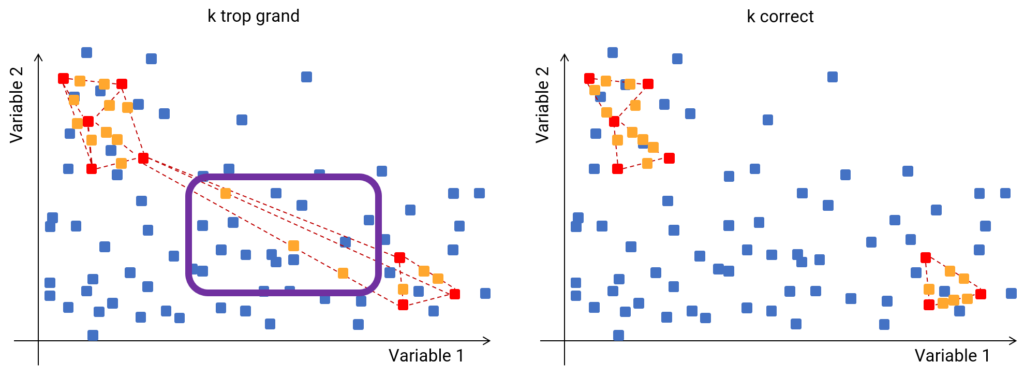 k trop grand
k correct
Variable 2
Variable 1
Variable 2
Variable 1